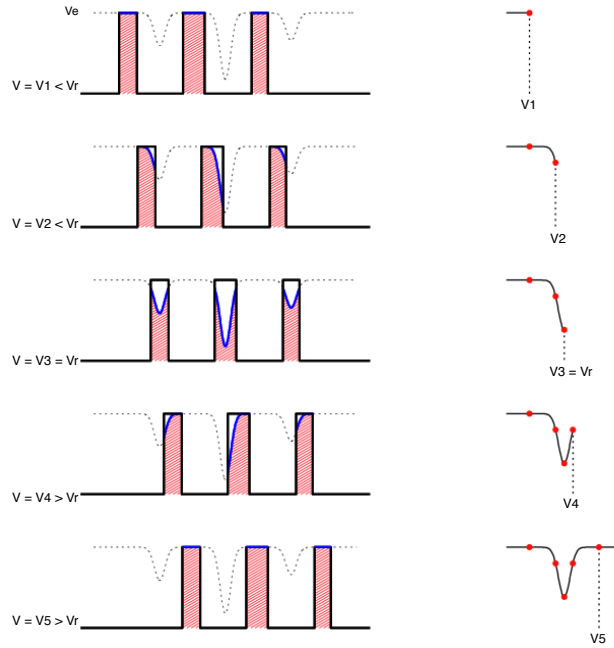 Ve
V = V1 < Vr
V1
V = V2 < Vr
V2
V = V3 = Vr
V3 = Vr
V = V4 > Vr
V4
V = V5 > Vr
V5